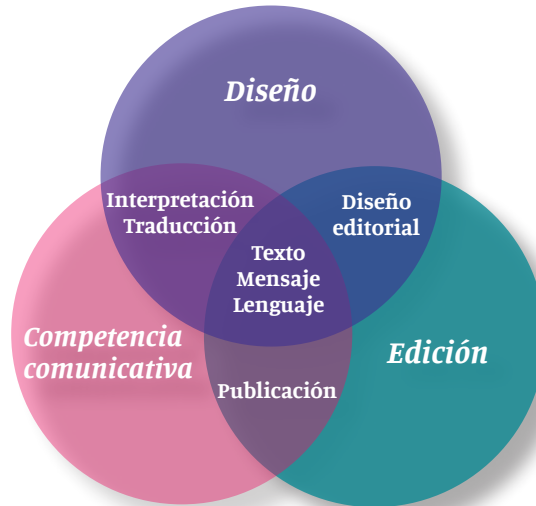 Diseño
Interpretación
Traducción
Diseño
editorial
Texto
Mensaje
Lenguaje
Competencia
comunicativa
Edición
Publicación